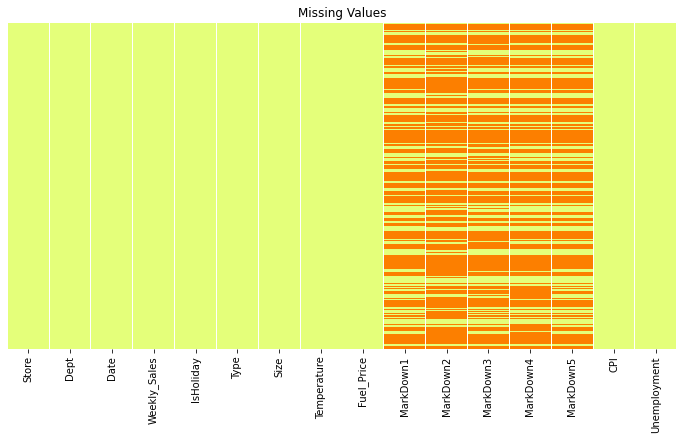 Missing Values
Store
Dept
Date
Weekly_Sales
IsHoliday
Type
Size
Temperature
Fuel_Price
MarkDown1
MarkDown2
MarkDown3
MarkDown4
MarkDown5
CPI
Unemployment